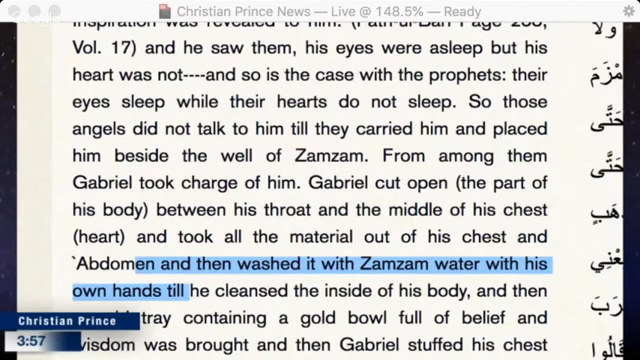 Christian Prince News — Live @ 148.5% — Ready
Inspiration was revealed to him. (Fath-ul-Bari Page
Vol. 17) and he saw them, his eyes were asleep but his
heart was not----and so is the case with the prophets: their
eyes sleep while their hearts do not sleep. So those
angels did not talk to him till they carried him and placed
him beside the well of Zamzam. From among them
Gabriel took charge of him. Gabriel cut open (the part of
his body) between his throat and the middle of his chest
(heart) and took all the material out of his chest and
`Abdomen and then washed it with Zamzam water with his
own hands till he cleansed the inside of his body, and then
tray containing a gold bowl full of belief and
wisdom was brought and then Gabriel stuffed his chest
ولا
حَتَّى
حَتَّى
قَالُوا
Christian Prince
3:57